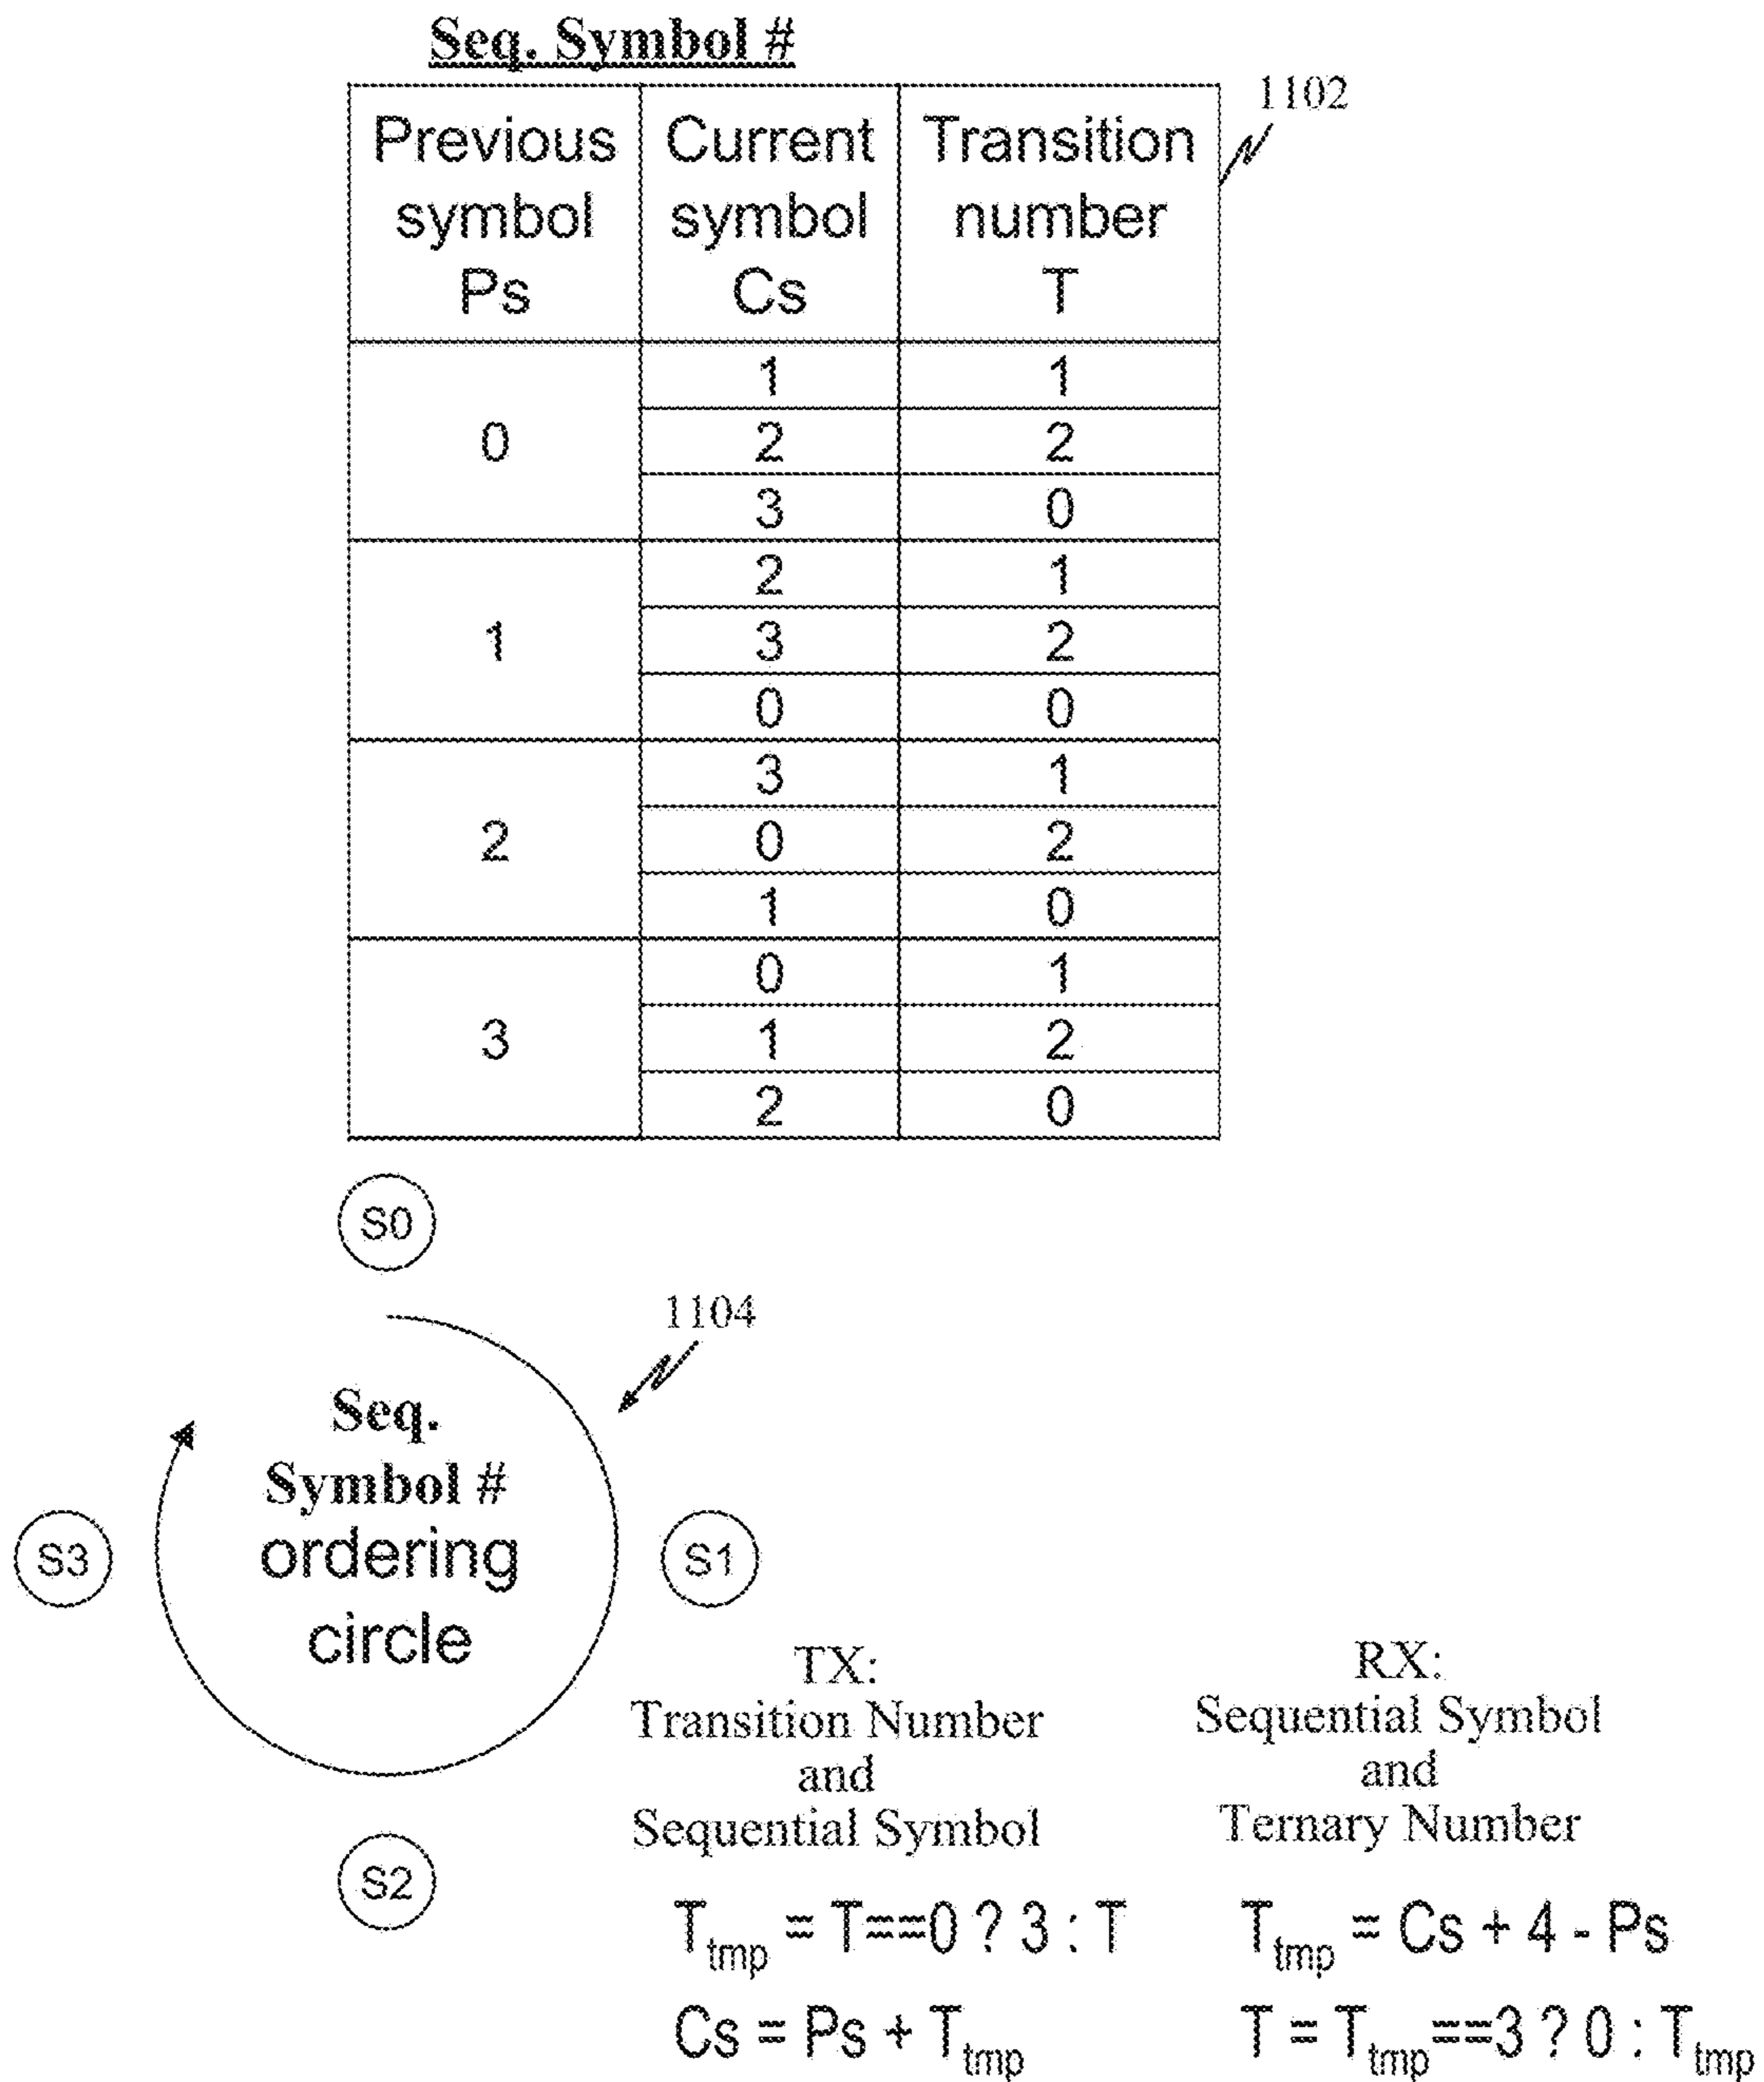 Seq. Symbol #
1102
Previous symbol Ps Current symbol Cs Transition number T
0 1 1
2 2
3 0
1 2 1
3 2
0 0
2 3 1
0 2
1 0
3 0 1
1 2
2 0
S0
1104
Seq.
Symbol #
ordering
circle
S3
S1
S2
TX:
Transition Number
and
Sequential Symbol
Ttmp = T==0 ? 3 : T
Cs = Ps + Ttmp
RX:
Sequential Symbol
and
Ternary Number
Ttmp = Cs + 4 - Ps
T = Ttmp==3 ? 0 : Ttmp